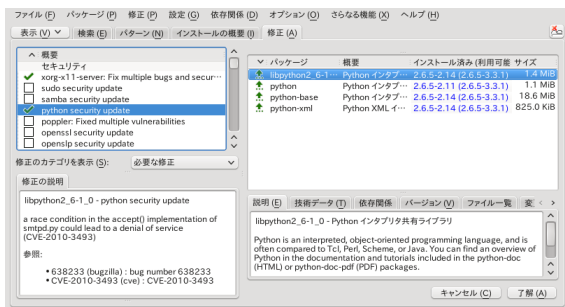 ファイル (F) パッケージ (P) 修正 (P) 設定 (G) 依存関係 (D) オプション (O) さらなる機能 (X) ヘルプ (H)
表示 (V) 検索 (E) パターン (N) インストールの概要 (I) 修正 (A)
概要
セキュリティ
xorg-x11-server: Fix multiple bugs and secur…
sudo security update
samba security update
python security update
poppler: Fixed multiple vulnerabilities
openssl security update
openslp security update
修正のカテゴリを表示 (S): 必要な修正
修正の説明
libpython2_6-1_0 - python security update
a race condition in the accept() implementation of
smtpd.py could lead to a denial of service
(CVE-2010-3493)
参照:
• 638233 (bugzilla) : bug number 638233
• CVE-2010-3493 (cve) : CVE-2010-3493
パッケージ 概要 インストール済み (利用可能 サイズ
libpython2_6-1… Python インタプ… 2.6.5-2.14 (2.6.5-3.3.1) 1.4 MiB
python Python インタプ… 2.6.5-2.11 (2.6.5-3.3.1) 1.1 MiB
python-base Python インタプ… 2.6.5-2.14 (2.6.5-3.3.1) 18.6 MiB
python-xml Python XML イ… 2.6.5-2.11 (2.6.5-3.3.1) 825.0 KiB
説明 (E) 技術データ (T) 依存関係 バージョン (V) ファイル一覧 変
libpython2_6-1_0 - Python インタプリタ共有ライブラリ
Python is an interpreted, object-oriented programming language, and is
often compared to Tcl, Perl, Scheme, or Java. You can find an overview of
Python in the documentation and tutorials included in the python-doc
(HTML) or python-doc-pdf (PDF) packages.
キャンセル (C) 了解 (A)